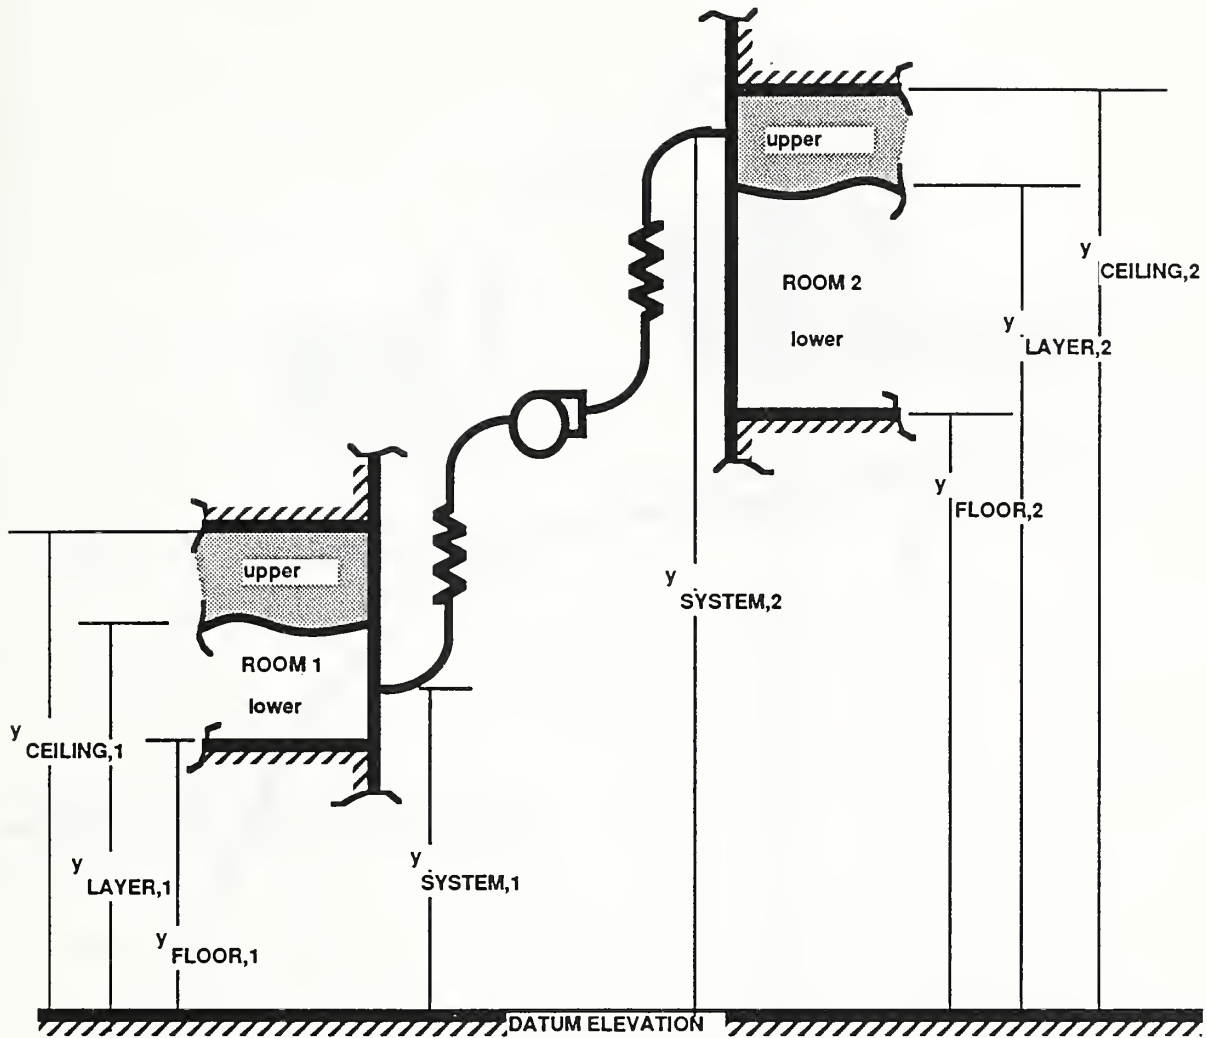 upper
y
CEILING,2
ROOM 2
y
LAYER,2
lower
y
FLOOR,2
upper
y
SYSTEM,2
ROOM 1
lower
y
CEILING,1
y
LAYER,1
y
SYSTEM,1
y
FLOOR,1
DATUM ELEVATION